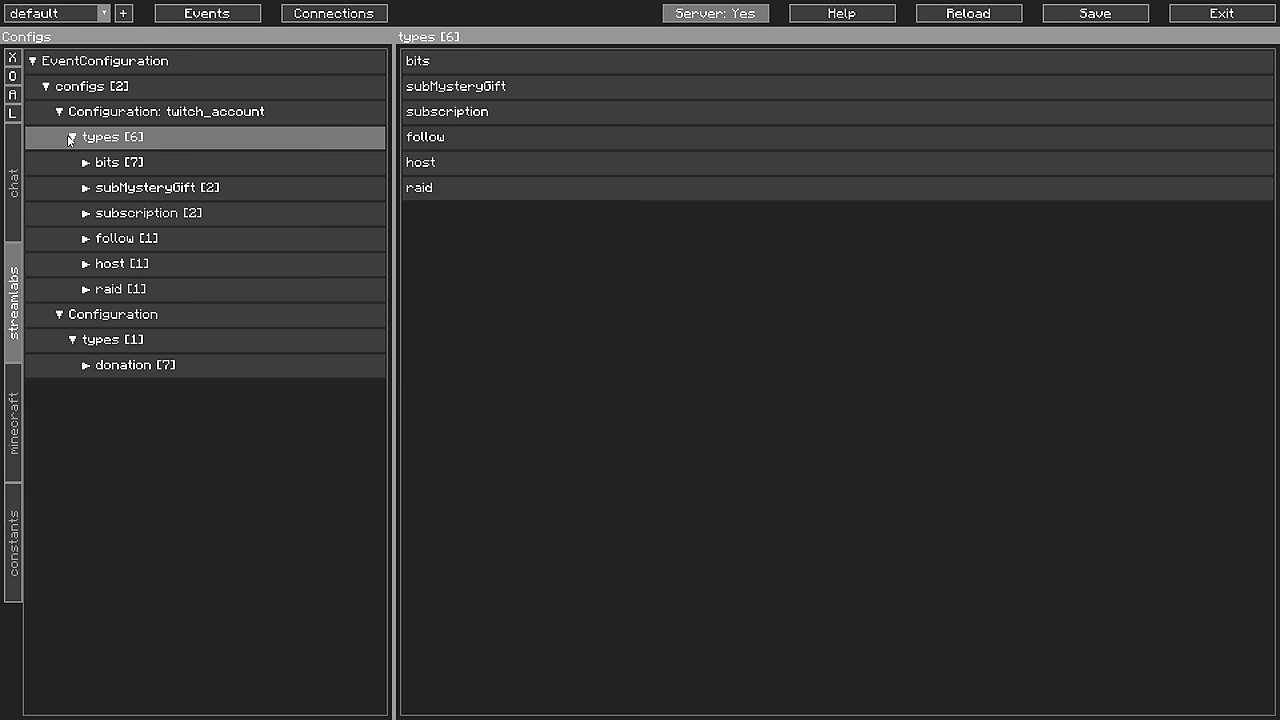 default + Events Connections Server: Yes Help Reload Save Exit
Configs types [6]
X
O
A
L
chat
streamlabs
minecraft
constants
EventConfiguration
configs [2]
Configuration: twitch_account
types [6]
bits [7]
subMysteryGift [2]
subscription [2]
follow [1]
host [1]
raid [1]
Configuration
types [1]
donation [7]
bits
subMysteryGift
subscription
follow
host
raid